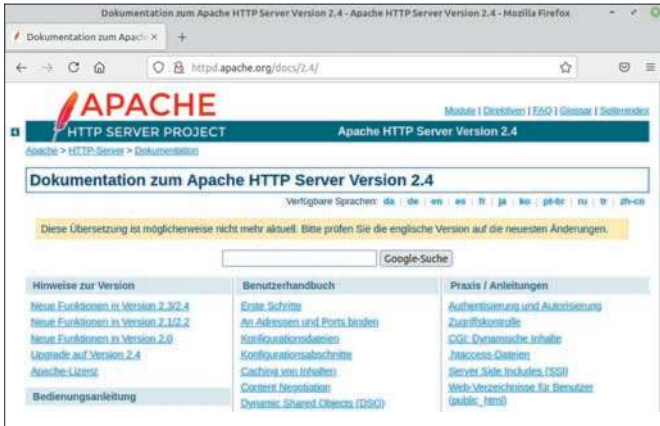 Dokumentation zum Apache HTTP Server Version 2.4 - Apache HTTP Server Version 2.4 - Mozilla Firefox
Dokumentation zum Apach
httpd.apache.org/docs/2.4/
APACHE
HTTP SERVER PROJECT
Module | Direktiven | FAQ | Glossar | Seitenindex
Apache HTTP Server Version 2.4
Apache > HTTP-Server > Dokumentation
Dokumentation zum Apache HTTP Server Version 2.4
Verfügbare Sprachen: da | de | en | es | fr | ja | ko | pt-br | ru | tr | zh-cn
Diese Übersetzung ist möglicherweise nicht mehr aktuell. Bitte prüfen Sie die englische Version auf die neuesten Änderungen.
Google-Suche
Hinweise zur Version
Neue Funktionen in Version 2.3/2.4
Neue Funktionen in Version 2.1/2.2
Neue Funktionen in Version 2.0
Upgrade auf Version 2.4
Apache-Lizenz
Bedienungsanleitung
Benutzerhandbuch
Erste Schritte
An Adressen und Ports binden
Konfigurationsdateien
Konfigurationsabschnitte
Caching von Inhalten
Content Negotiation
Dynamic Shared Objects (DSO)
Praxis / Anleitungen
Authentisierung und Autorisierung
Zugriffskontrolle
CGI: Dynamische Inhalte
.htaccess-Dateien
Server Side Includes (SSI)
Web-Verzeichnisse für Benutzer
(public_html)